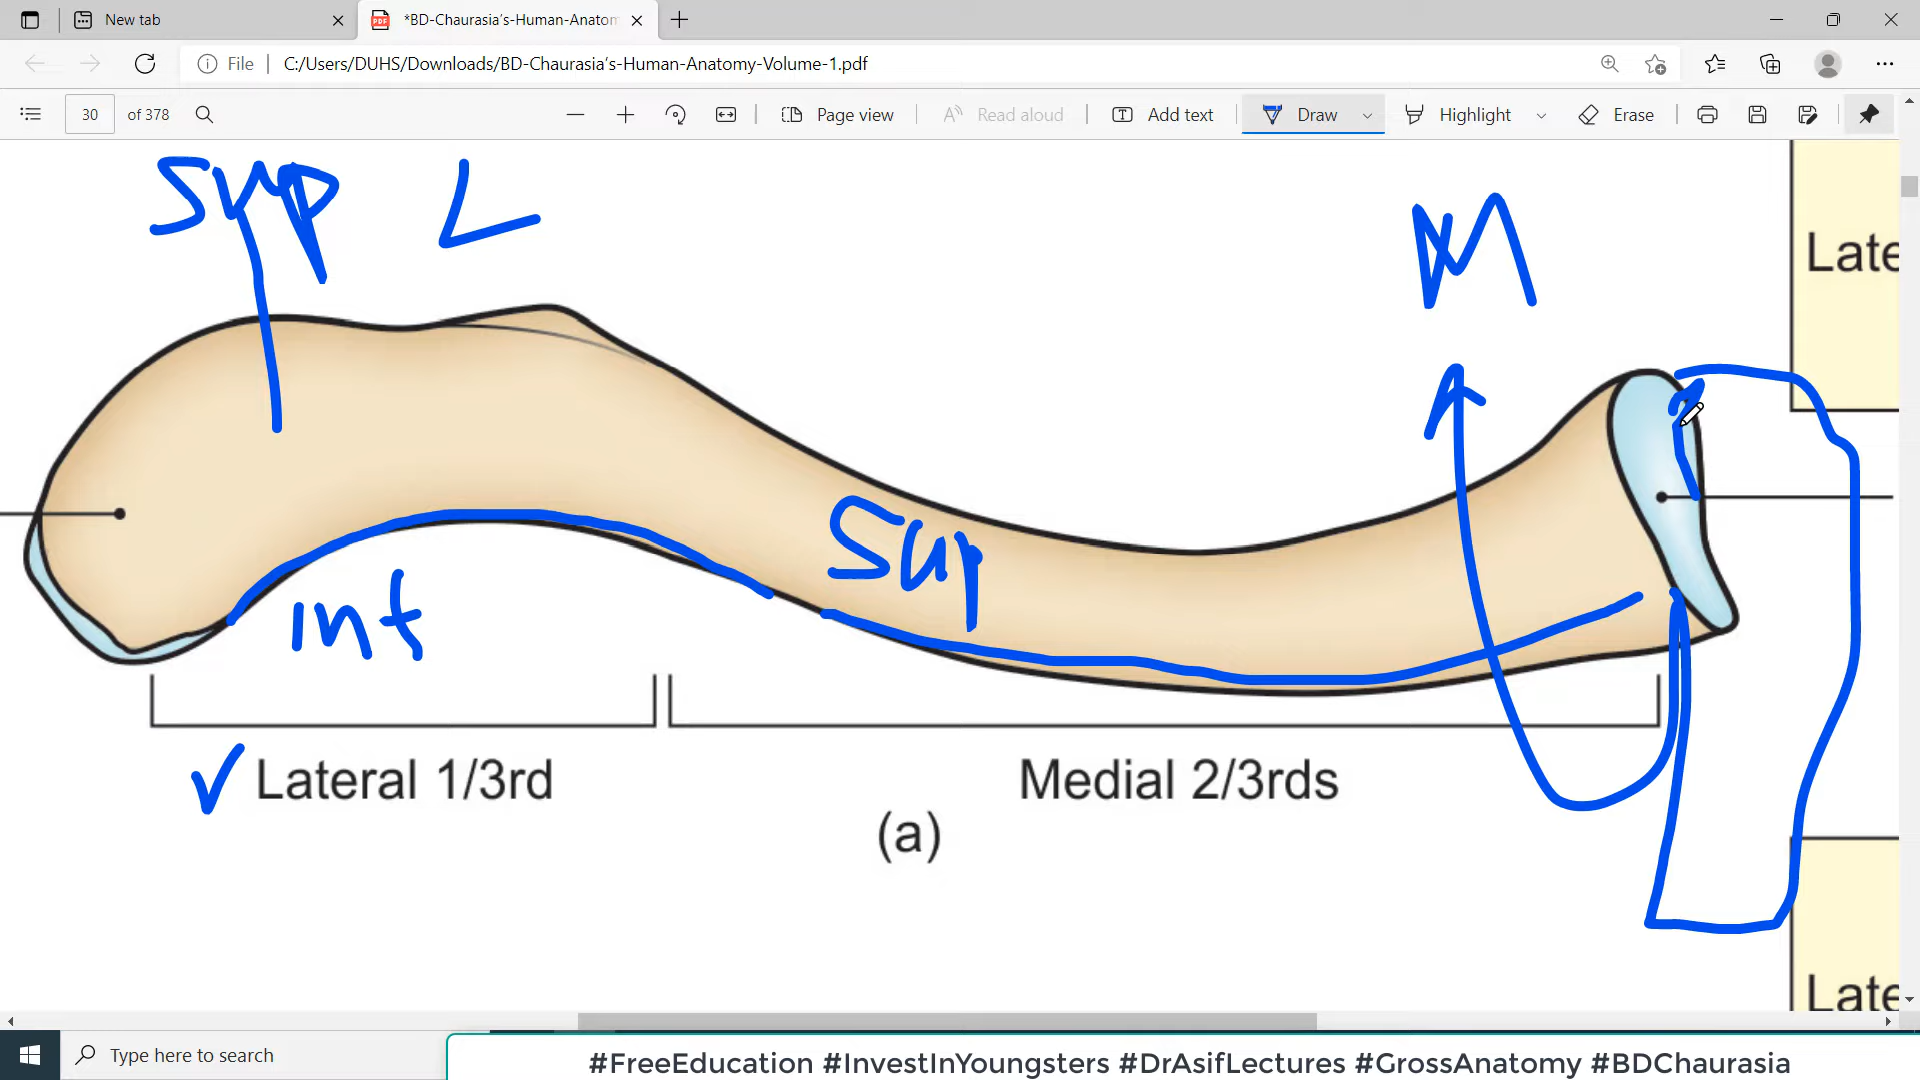 New tab
*BD-Chaurasia's-Human-Anatom
File
C:/Users/DUHS/Downloads/BD-Chaurasia's-Human-Anatomy-Volume-1.pdf
30 of 378
Page view
Read aloud
Add text
Draw
Highlight
Erase
Sup L
M
Late
Sup
Inf
Lateral 1/3rd
Medial 2/3rds
(a)
Late
Type here to search
#FreeEducation #InvestInYoungsters #DrAsifLectures #GrossAnatomy #BDChaurasia